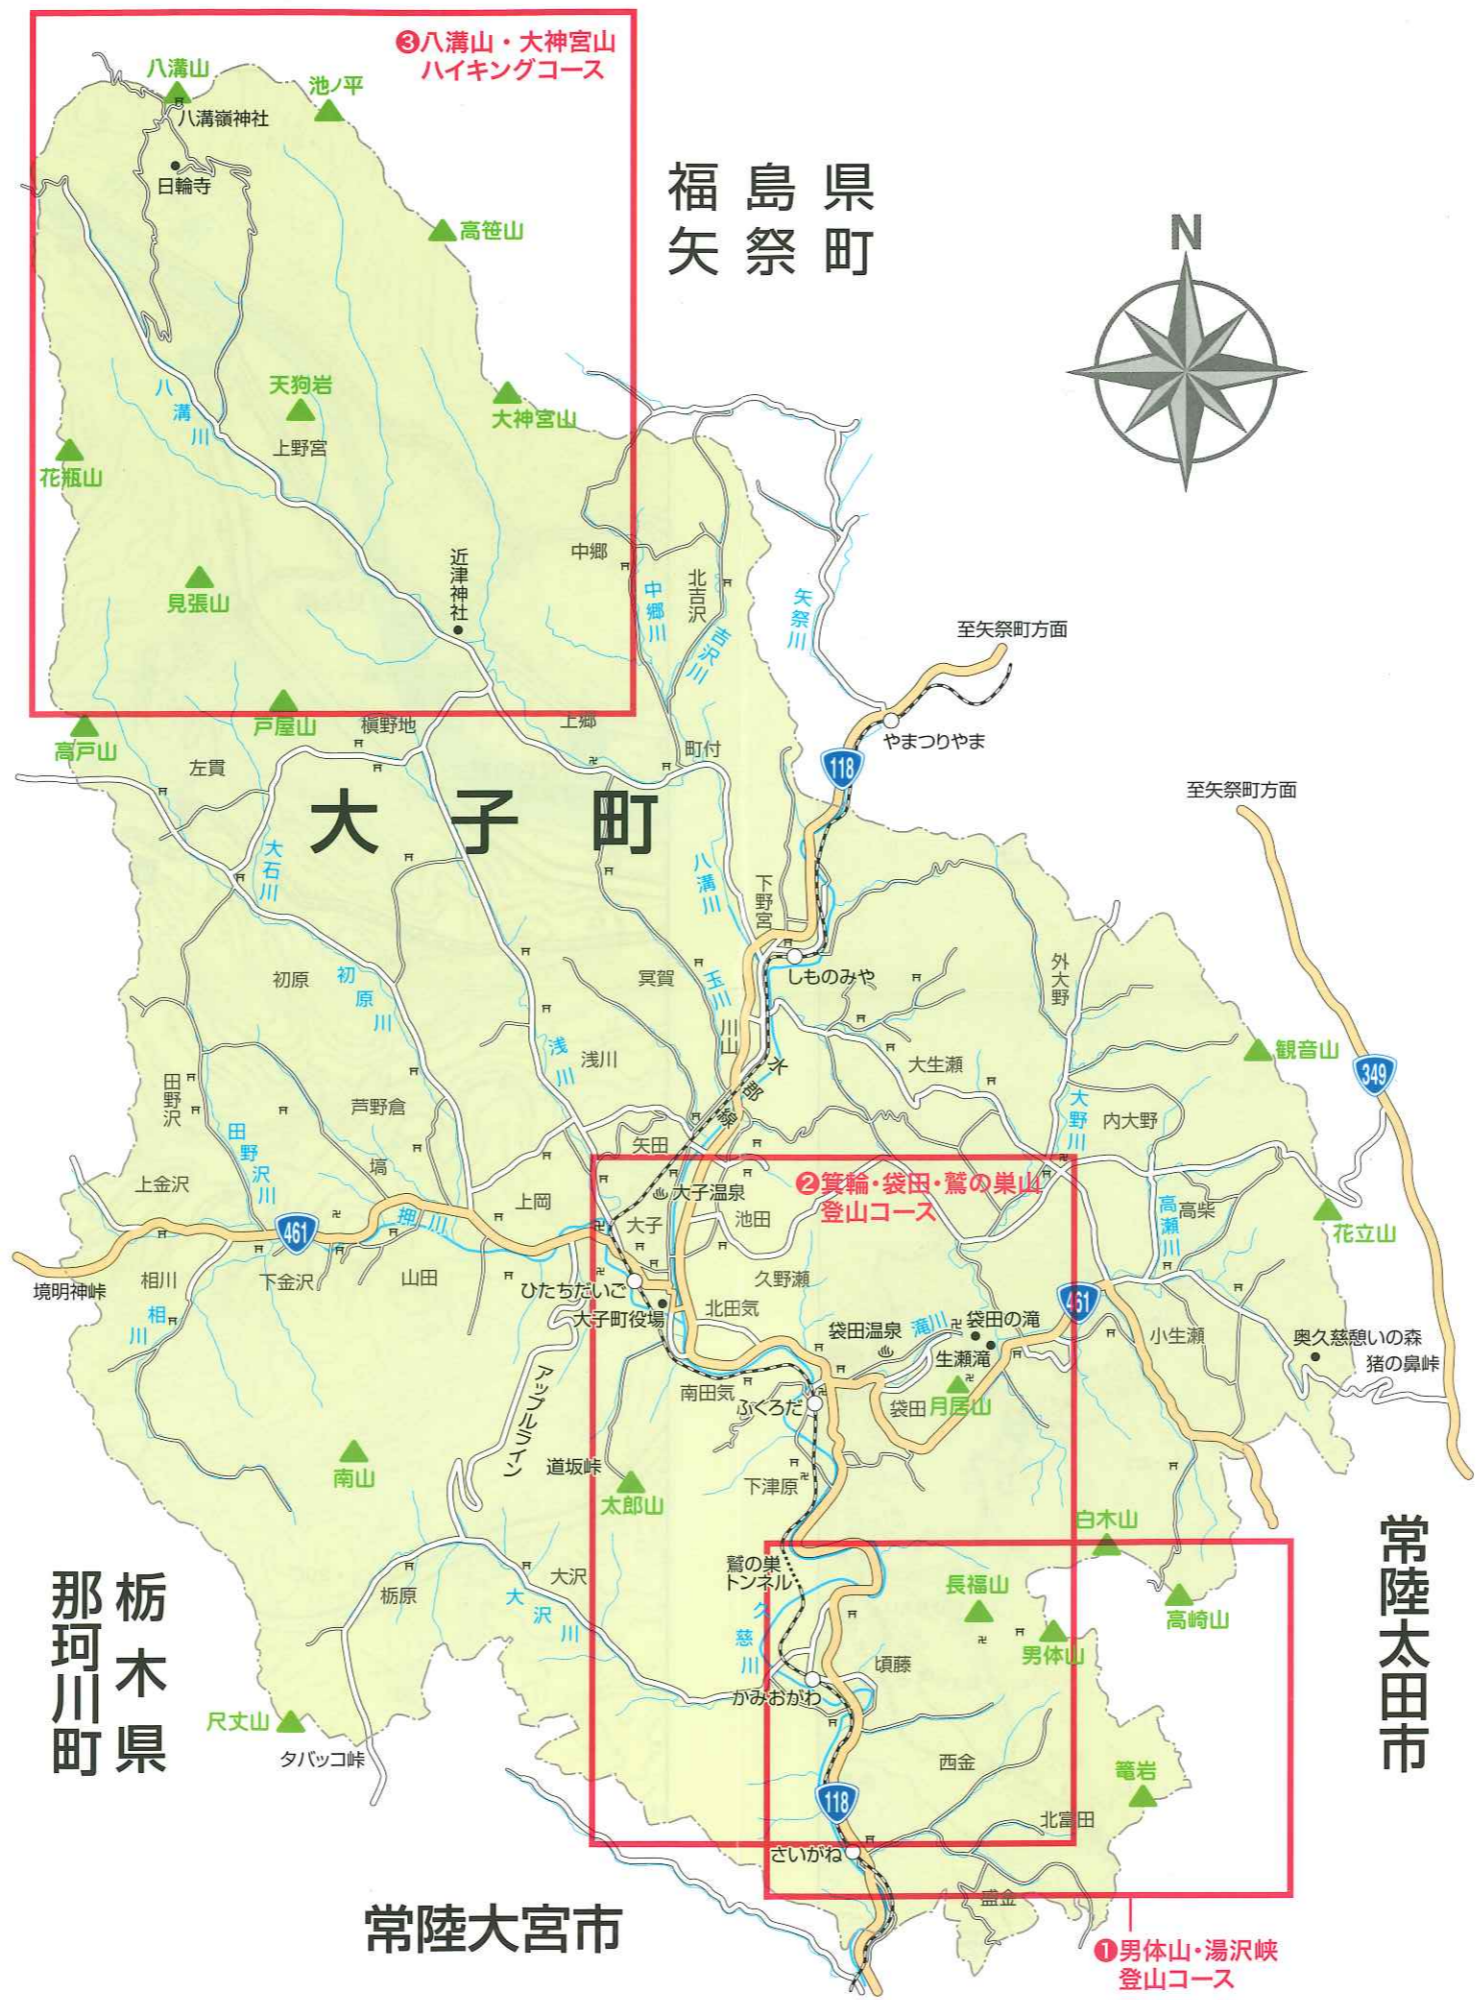 ❸八溝山・大神宮山
ハイキングコース
八溝山
池ノ平
八溝嶺神社
日輪寺
高笹山
福島県
矢祭町
N
八溝川
天狗岩
上野宮
大神宮山
花瓶山
見張山
近津神社
中郷
中郷川
北吉沢
吉沢川
矢祭川
至矢祭町方面
やまつりやま
118
高戸山
戸屋山
槇野地
上郷
町付
左貫
大子町
至矢祭町方面
大石川
八溝川
下野宮
しものみや
初原
初原川
冥賀
玉川
川山
外大野
浅川
浅川
水郡線
大生瀬
観音山
349
田野沢
芦野倉
田野沢川
塙
矢田
大野川
内大野
上金沢
上岡
大子温泉
❷箕輪・袋田・鷲の巣山
登山コース
高瀬川
高柴
花立山
461
押川
大子
池田
境明神峠
相川
相川
下金沢
山田
ひたちだいご
大子町役場
久野瀬
北田気
461
袋田温泉
滝川
袋田の滝
生瀬滝
小生瀬
奥久慈憩いの森
猪の鼻峠
アップルライン
南田気
ふくろだ
袋田
月居山
南山
道坂峠
太郎山
下津原
白木山
鷲の巣
トンネル
長福山
高崎山
栃木県
那珂川町
栃原
大沢
大沢川
久慈川
男体山
常陸太田市
頃藤
かみおがわ
尺丈山
タバッコ峠
西金
篭岩
118
北富田
さいがね
盛金
常陸大宮市
❶男体山・湯沢峡
登山コース